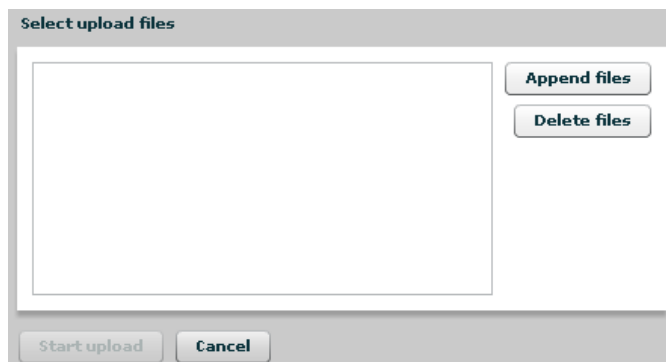 Select upload files
Append files
Delete files
Start upload
Cancel